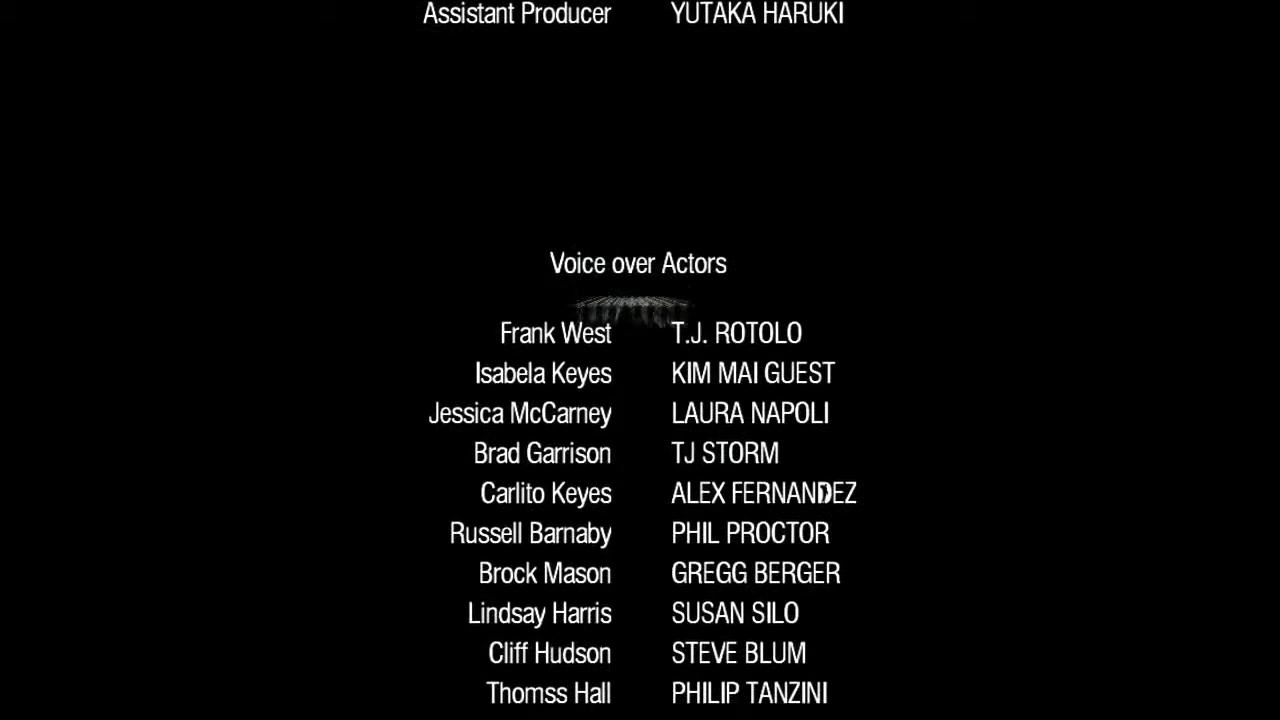 Assistant Producer YUTAKA HARUKI
Voice over Actors
Frank West T.J. ROTOLO
Isabela Keyes KIM MAI GUEST
Jessica McCarney LAURA NAPOLI
Brad Garrison TJ STORM
Carlito Keyes ALEX FERNANDEZ
Russell Barnaby PHIL PROCTOR
Brock Mason GREGG BERGER
Lindsay Harris SUSAN SILO
Cliff Hudson STEVE BLUM
Thomss Hall PHILIP TANZINI